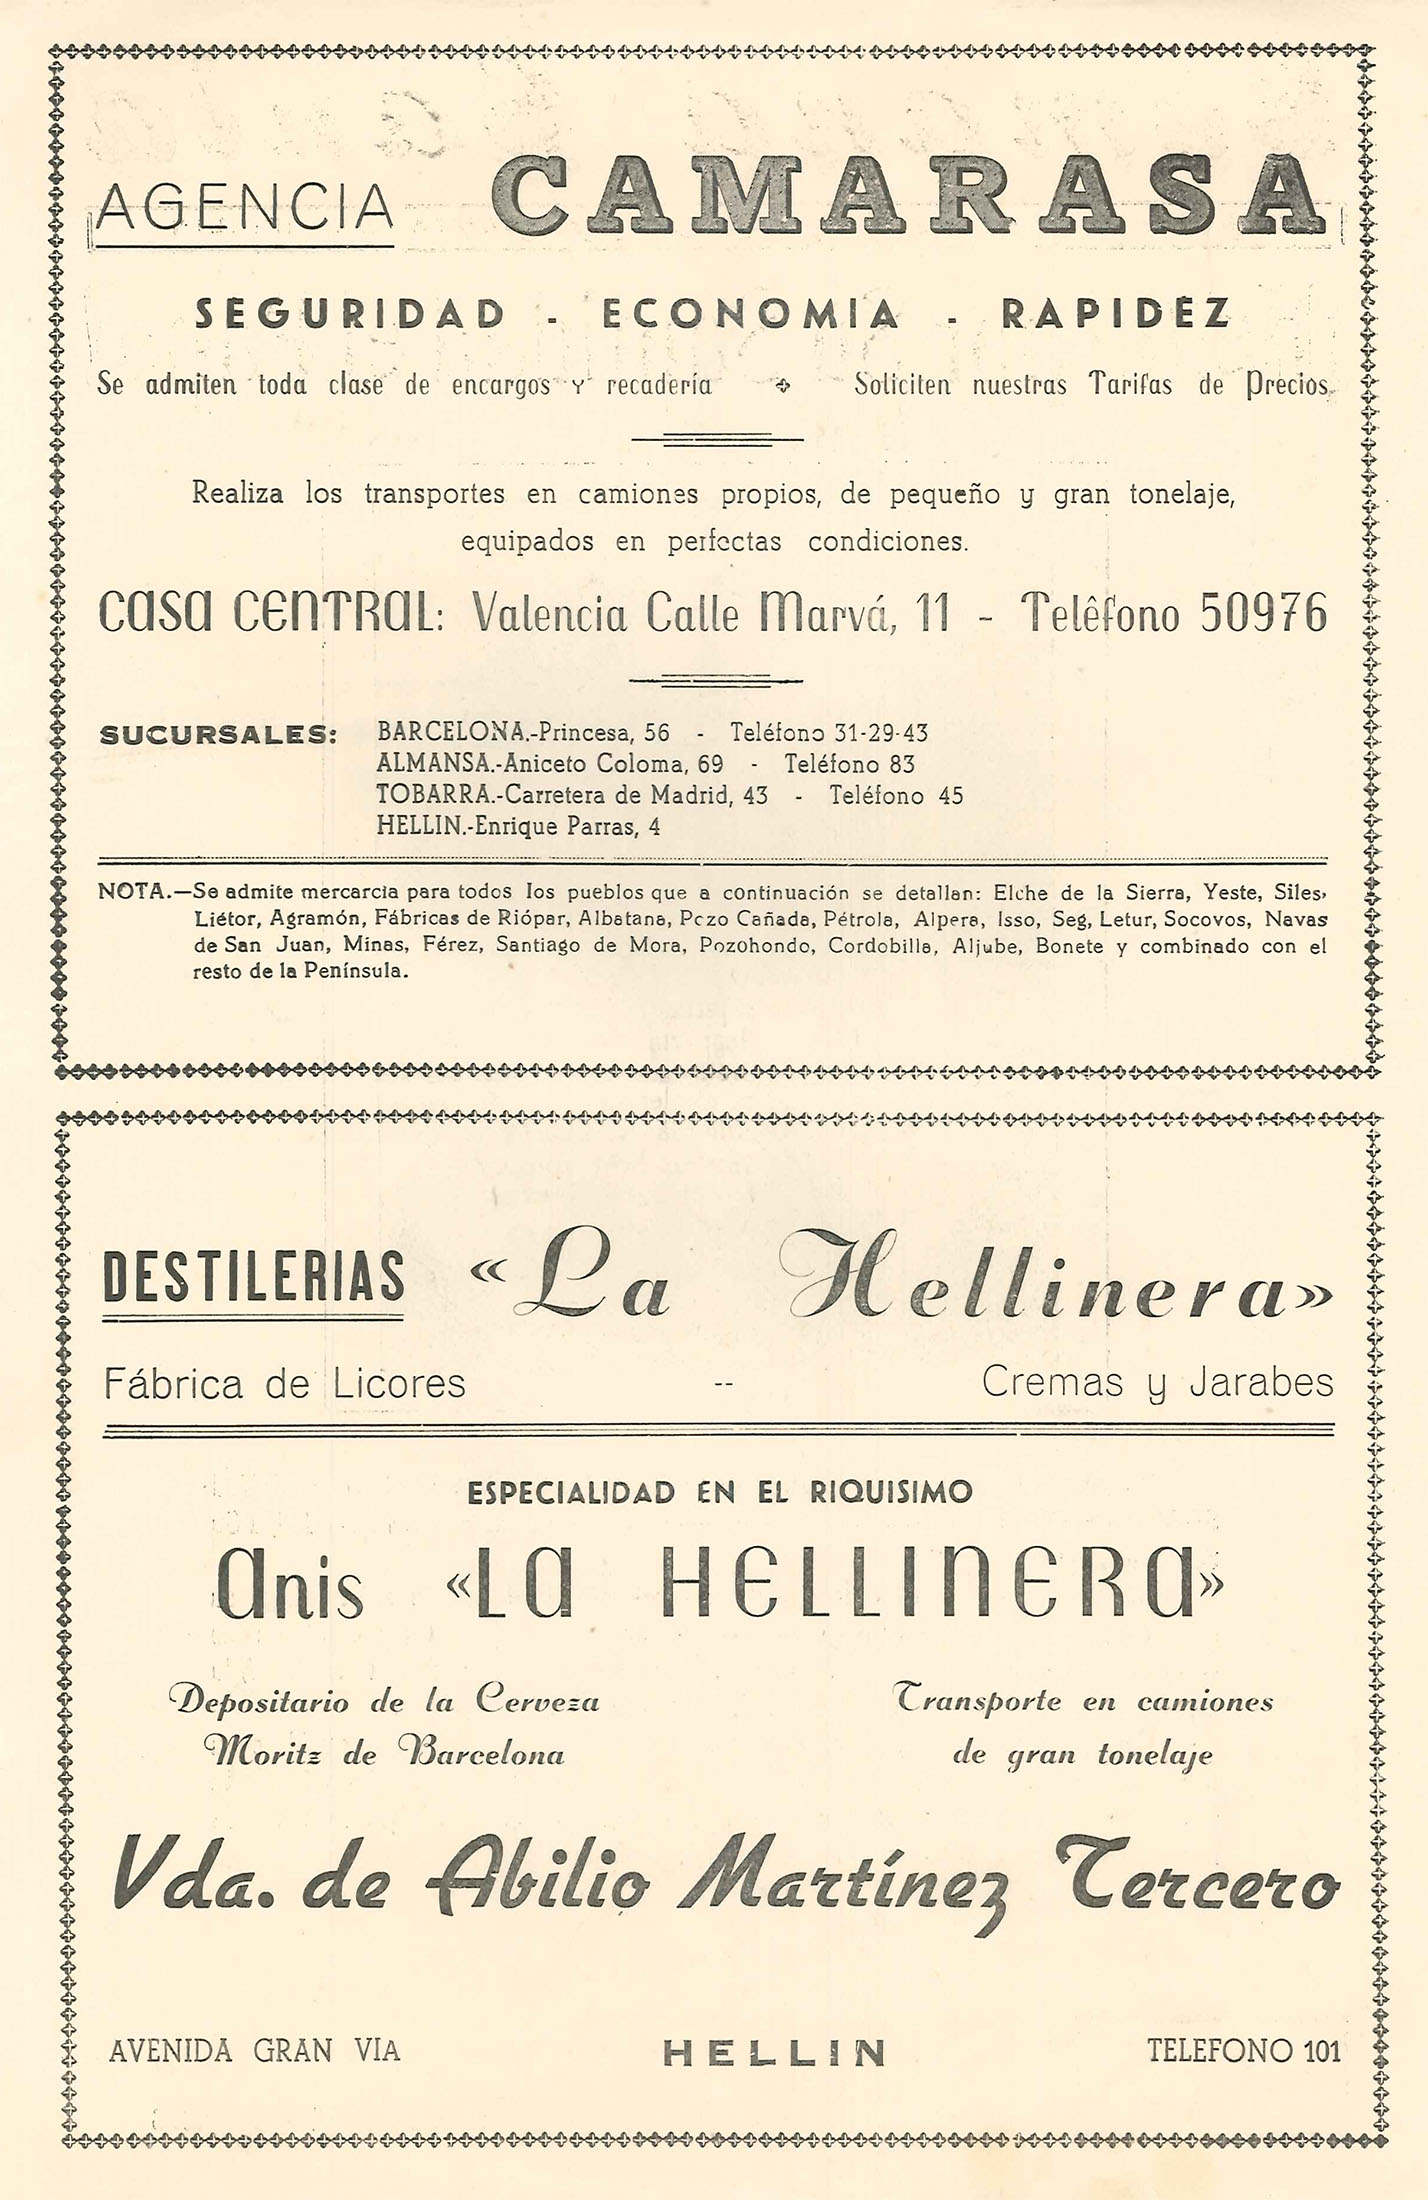 AGENCIA CAMARASA
SEGURIDAD - ECONOMIA - RAPIDEZ
Se admiten toda clase de encargos y recadería Soliciten nuestras Tarifas de Precios
Realiza los transportes en camiones propios, de pequeño y gran tonelaje,
equipados en perfectas condiciones.
CASA CENTRAL: Valencia Calle Marvá, 11 - Telêfono 50976
SUCURSALES: BARCELONA.-Princesa, 56 - Teléfono 31-29-43
ALMANSA.-Aniceto Coloma, 69 - Teléfono 83
TOBARRA.-Carretera de Madrid, 43 - Teléfono 45
HELLIN.-Enrique Parras, 4
NOTA.—Se admite mercarcia para todos los pueblos que a continuación se detallan: Elche de la Sierra, Yeste, Siles,
Liétor, Agramón, Fábricas de Riópar, Albatana, Pozo Cañada, Pétrola, Alpera, Isso, Seg, Letur, Socovos, Navas
de San Juan, Minas, Férez, Santiago de Mora, Pozohondo, Cordobilla, Aljube, Bonete y combinado con el
resto de la Península.
DESTILERIAS «La Hellinera»
Fábrica de Licores -- Cremas y Jarabes
ESPECIALIDAD EN EL RIQUISIMO
Anis «LA HELLINERA»
Depositario de la Cerveza Transporte en camiones
Moritz de Barcelona de gran tonelaje
Vda. de Abilio Martínez Tercero
AVENIDA GRAN VIA HELLIN TELEFONO 101